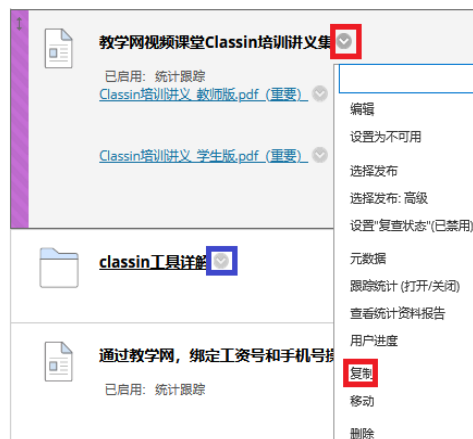 教学网视频课堂Classin培训讲义集
已启用: 统计跟踪
Classin培训讲义_教师版.pdf (重要)
Classin培训讲义_学生版.pdf (重要)
classin工具详解
通过教学网，绑定工资号和手机号
已启用: 统计跟踪
编辑
设置为不可用
选择发布
选择发布: 高级
设置"复查状态"(已禁用)
元数据
跟踪统计 (打开/关闭)
查看统计资料报告
用户进度
复制
移动
删除